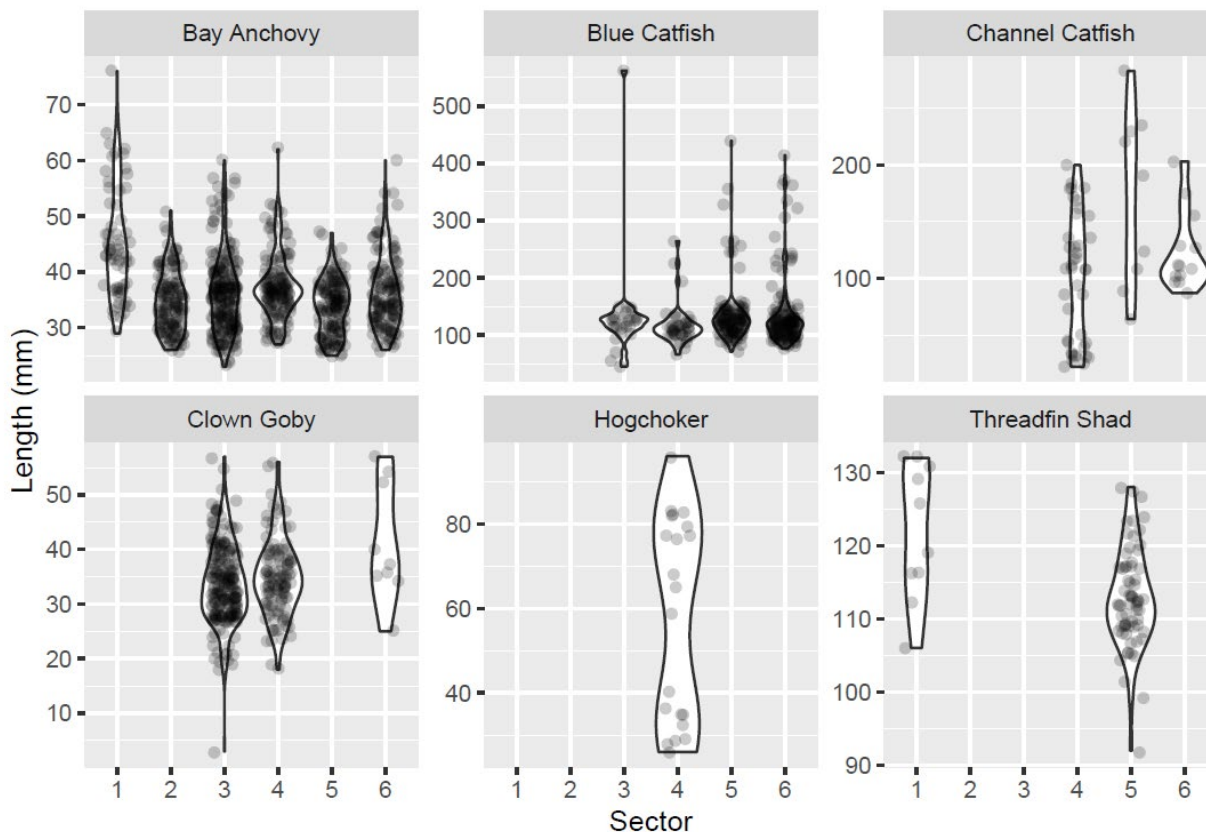 Bay Anchovy
Blue Catfish
Channel Catfish
70
60
50
40
30
500
400
300
200
100
200
100
Length (mm)
Clown Goby
Hogchoker
Threadfin Shad
50
40
30
20
10
80
60
40
130
120
110
100
90
1 2 3 4 5 6
1 2 3 4 5 6
1 2 3 4 5 6
Sector